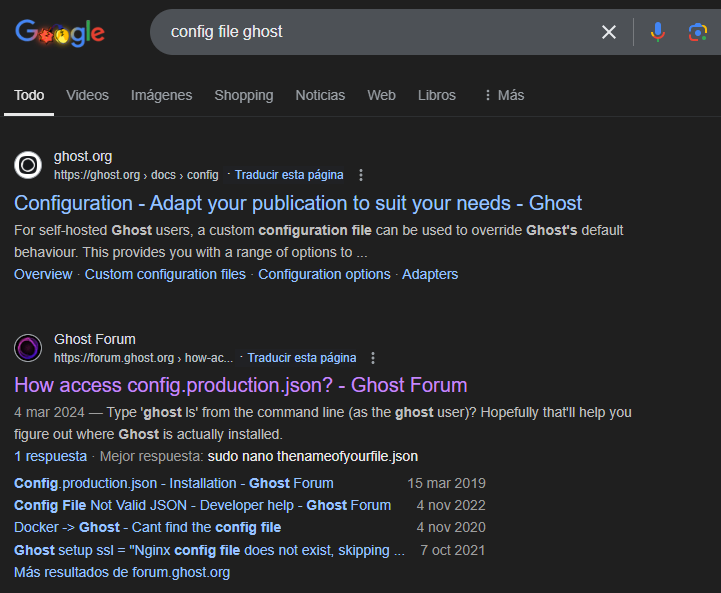 Google
config file ghost
Todo Videos Imágenes Shopping Noticias Web Libros Más
ghost.org
https://ghost.org › docs › config · Traducir esta página
Configuration - Adapt your publication to suit your needs - Ghost
For self-hosted Ghost users, a custom configuration file can be used to override Ghost's default
behaviour. This provides you with a range of options to ...
Overview · Custom configuration files · Configuration options · Adapters
Ghost Forum
https://forum.ghost.org › how-ac... · Traducir esta página
How access config.production.json? - Ghost Forum
4 mar 2024 — Type 'ghost ls' from the command line (as the ghost user)? Hopefully that'll help you
figure out where Ghost is actually installed.
1 respuesta · Mejor respuesta: sudo nano thenameofyourfile.json
Config.production.json - Installation - Ghost Forum 15 mar 2019
Config File Not Valid JSON - Developer help - Ghost Forum 4 nov 2022
Docker -> Ghost - Cant find the config file 4 nov 2020
Ghost setup ssl = "Nginx config file does not exist, skipping ... 7 oct 2021
Más resultados de forum.ghost.org